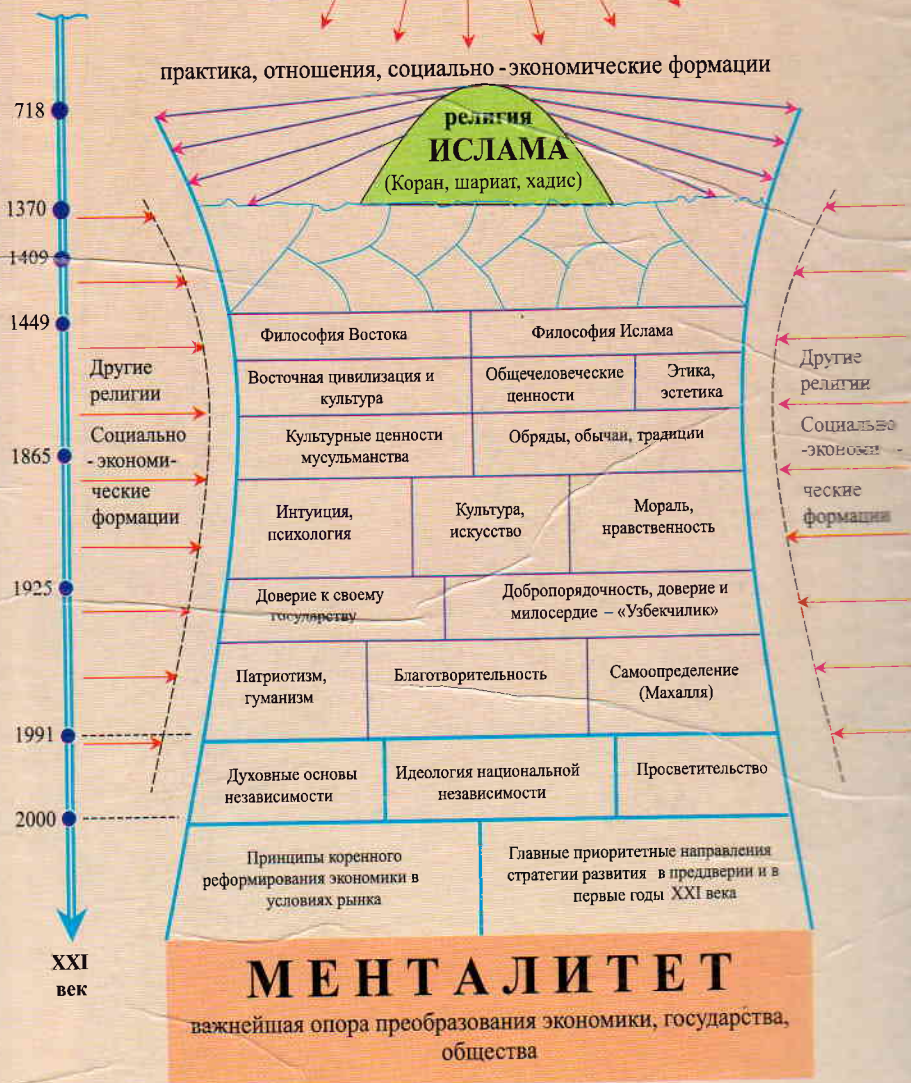 практика, отношения, социально - экономические формации
718
религия
ИСЛАМА
(Коран, шариат, хадис)
1370
1409
1449
Философия Востока
Философия Ислама
Восточная цивилизация и
культура
Общечеловеческие
ценности
Этика,
эстетика
Другие
религии
Другие
религии
Культурные ценности
мусульманства
Обряды, обычаи, традиции
Социально
- экономи-
ческие
формации
Социально
-экономи -
ческие
формации
1865
Интуиция,
психология
Культура,
искусство
Мораль,
нравственность
1925
Доверие к своему
государству
Добропорядочность, доверие и
милосердие – «Узбекчилик»
Патриотизм,
гуманизм
Благотворительность
Самоопределение
(Махалля)
1991
Духовные основы
независимости
Идеология национальной
независимости
Просветительство
2000
Принципы коренного
реформирования экономики в
условиях рынка
Главные приоритетные направления
стратегии развития в преддверии и в
первые годы XXI века
XXI
век
МЕНТАЛИТЕТ
важнейшая опора преобразования экономики, государства,
общества